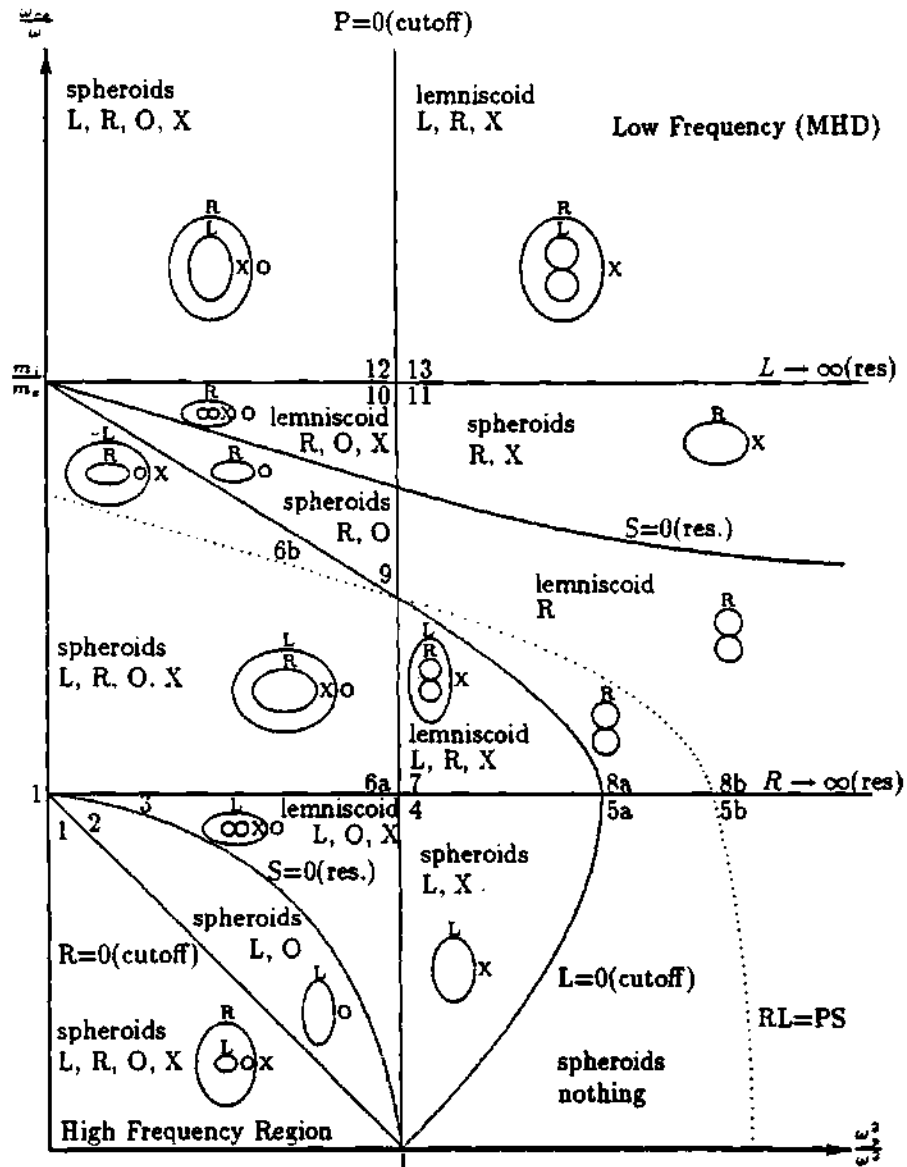 ω_ce/ω
P=0(cutoff)
spheroids
L, R, O, X
lemniscoid
L, R, X
Low Frequency (MHD)
R
L
X O
R
L
X
m_i/m_e
12 13
L → ∞(res)
10 11
R
X O
lemniscoid
R, O, X
spheroids
R, X
R
X
L
R
O X
R
O
spheroids
R, O
S=0(res.)
6b
9
lemniscoid
R
R
spheroids
L, R, O. X
L
R
X O
L
R
X
lemniscoid
L, R, X
R
1
6a 7
8a
8b
R → ∞(res)
1
2
3
L
X O
lemniscoid
L, O, X
4
5a
5b
S=0(res.)
spheroids
L, X
spheroids
L, O
R=0(cutoff)
L
X
L
O
L=0(cutoff)
RL=PS
spheroids
L, R, O, X
R
L
O X
spheroids
nothing
High Frequency Region
1